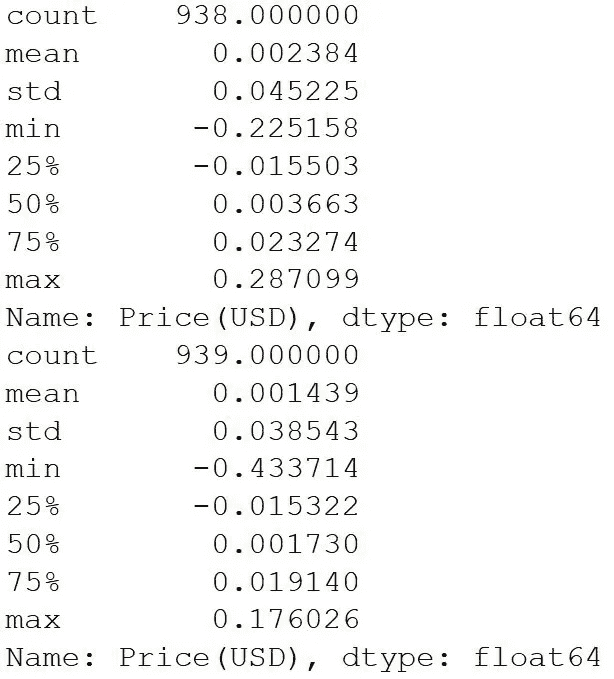 count 938.000000
mean 0.002384
std 0.045225
min -0.225158
25% -0.015503
50% 0.003663
75% 0.023274
max 0.287099
Name: Price(USD), dtype: float64
count 939.000000
mean 0.001439
std 0.038543
min -0.433714
25% -0.015322
50% 0.001730
75% 0.019140
max 0.176026
Name: Price(USD), dtype: float64